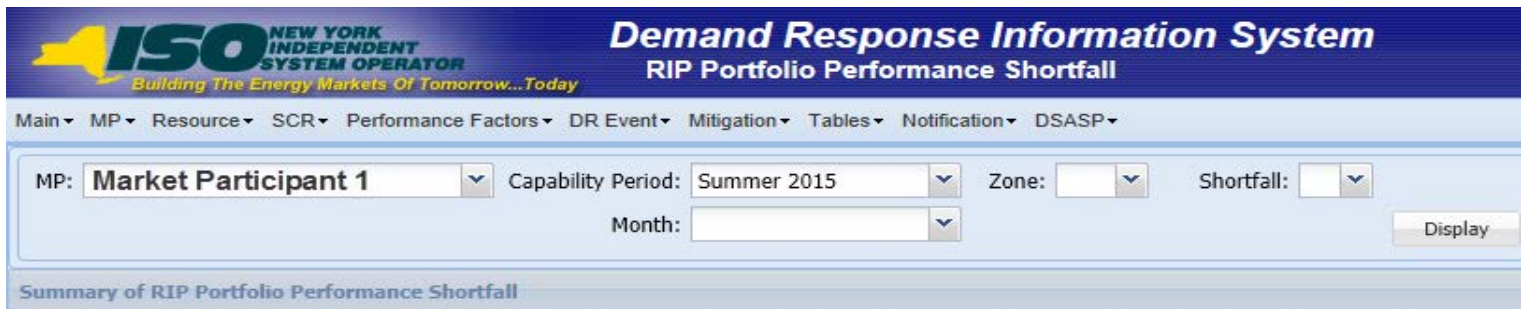 ISO NEW YORK
INDEPENDENT
SYSTEM OPERATOR
Building The Energy Markets Of Tomorrow...Today
Demand Response Information System
RIP Portfolio Performance Shortfall
Main MP Resource SCR Performance Factors DR Event Mitigation Tables Notification DSASP
MP: Market Participant 1 Capability Period: Summer 2015 Zone: Shortfall:
Month:
Display
Summary of RIP Portfolio Performance Shortfall